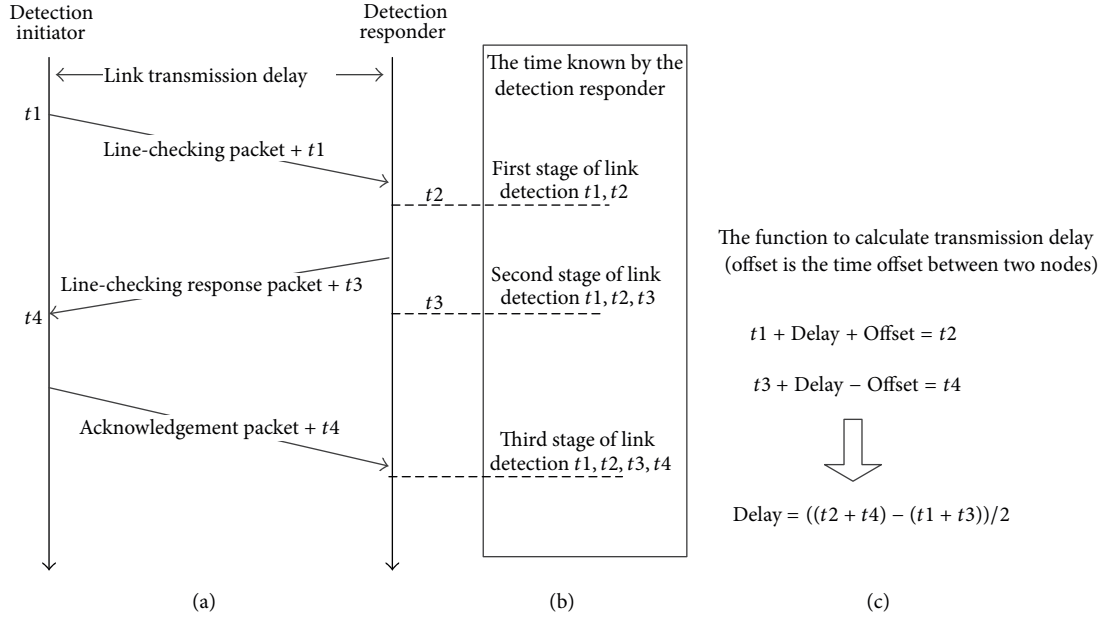 Detection
initiator
Detection
responder
Link transmission delay
t1
Line-checking packet + t1
t2
Line-checking response packet + t3
t3
t4
Acknowledgement packet + t4
(a)
The time known by the
detection responder
First stage of link
detection t1, t2
Second stage of link
detection t1, t2, t3
Third stage of link
detection t1, t2, t3, t4
(b)
The function to calculate transmission delay
(offset is the time offset between two nodes)
t1 + Delay + Offset = t2
t3 + Delay − Offset = t4
Delay = ((t2 + t4) − (t1 + t3))/2
(c)